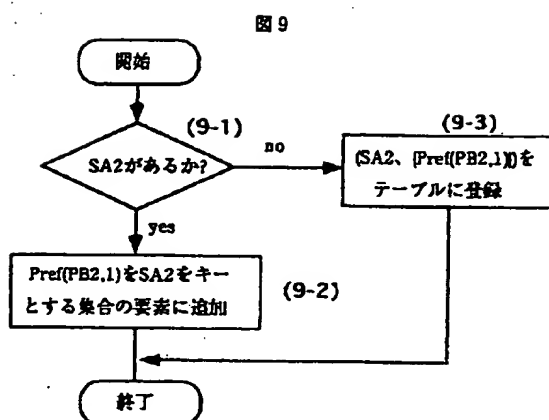 図 9
開始
(9-1)
SA2があるか?
no
(9-3)
(SA2、{Pref(PB2,1)})を
テーブルに登録
yes
Pref(PB2,1)をSA2をキー
とする集合の要素に追加
(9-2)
終了